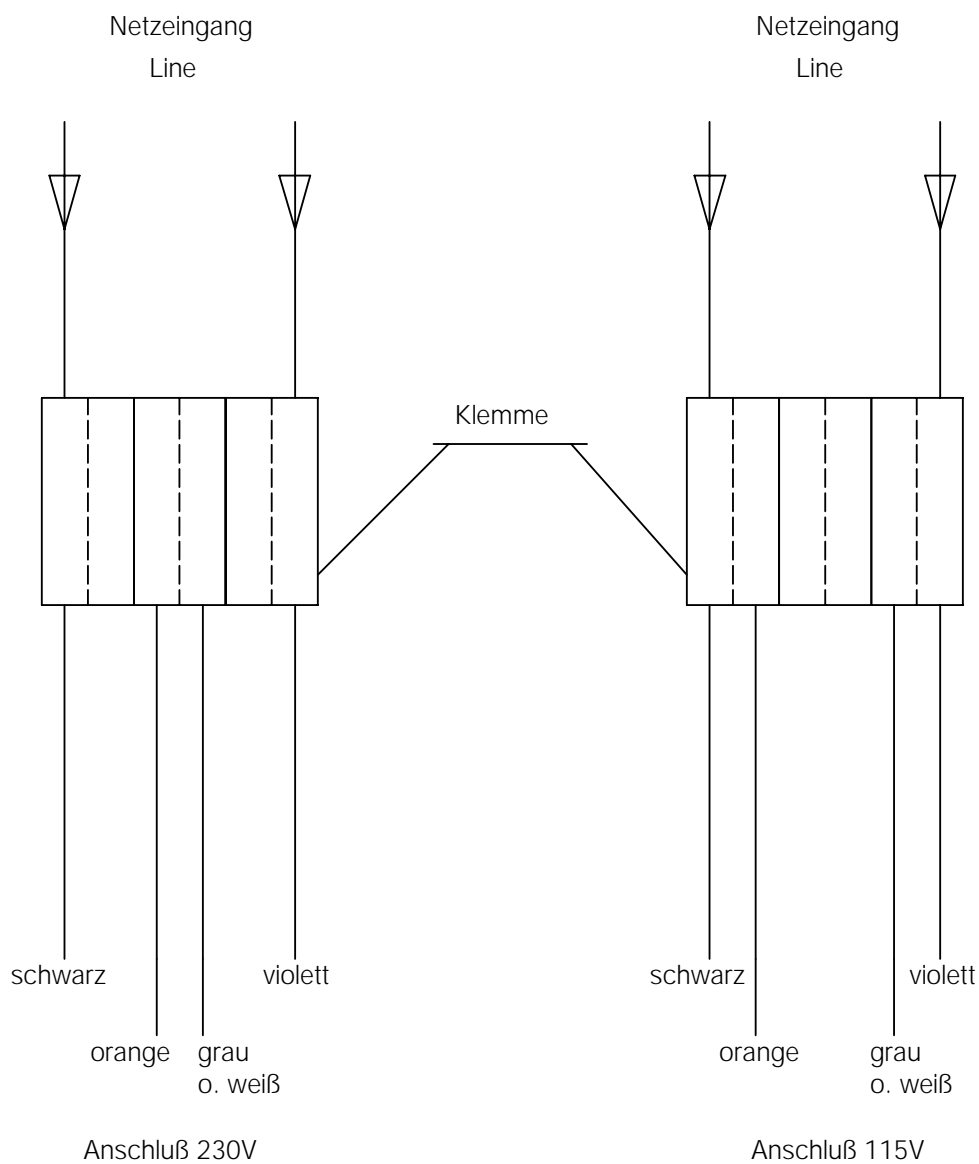 Netzeingang
Line
Netzeingang
Line
Klemme
schwarz
violett
orange
grau
o. weiß
Anschluß 230V
schwarz
violett
orange
grau
o. weiß
Anschluß 115V